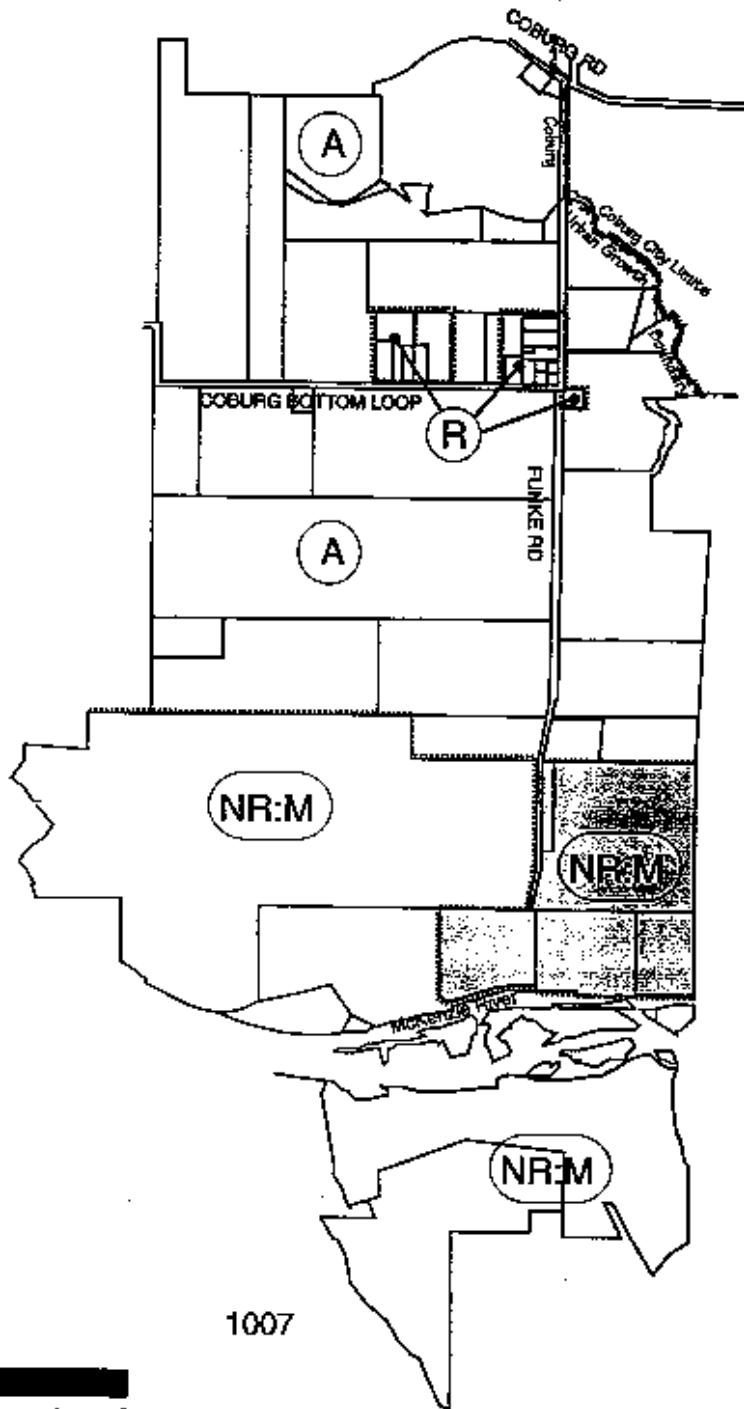 COBURG RD
Coburg
A
Coburg City Limits
Urban Growth
Boundary
COBURG BOTTOM LOOP
R
FUNKE RD
A
NR:M
NR:M
McKenzie River
NR:M
1007